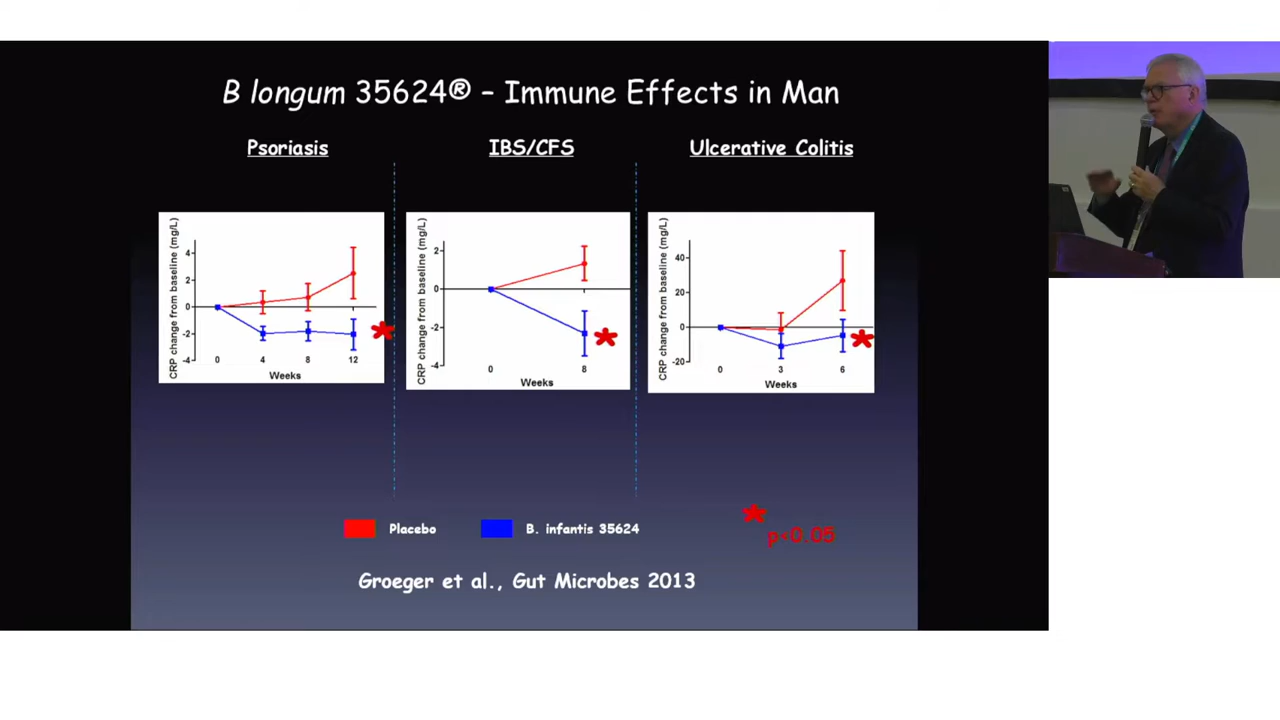 B longum 35624® – Immune Effects in Man
Psoriasis
CRP change from baseline (mg/L)
4
2
0
-2
-4
0 4 8 12
Weeks
IBS/CFS
CRP change from baseline (mg/L)
2
0
-2
-4
0 8
Weeks
Ulcerative Colitis
CRP change from baseline (mg/L)
40
20
0
-20
0 3 6
Weeks
Placebo
B. infantis 35624
* p<0.05
Groeger et al., Gut Microbes 2013